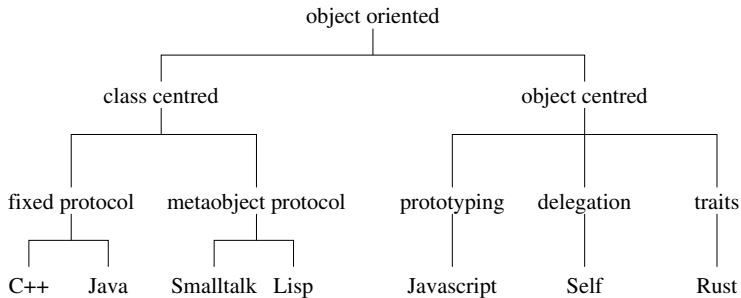 object oriented
class centred object centred
fixed protocol metaobject protocol prototyping delegation traits
C++ Java Smalltalk Lisp Javascript Self Rust